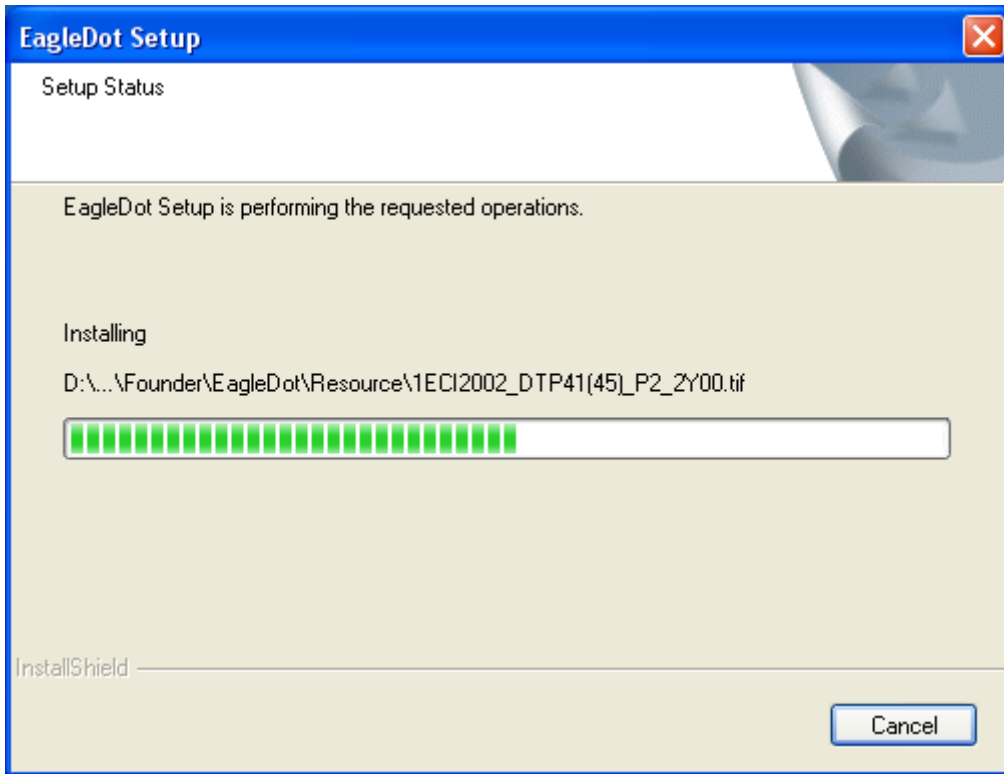 EagleDot Setup
Setup Status
EagleDot Setup is performing the requested operations.
Installing
D:\...\Founder\EagleDot\Resource\1ECI2002_DTP41(45)_P2_2Y00.tif
InstallShield
Cancel